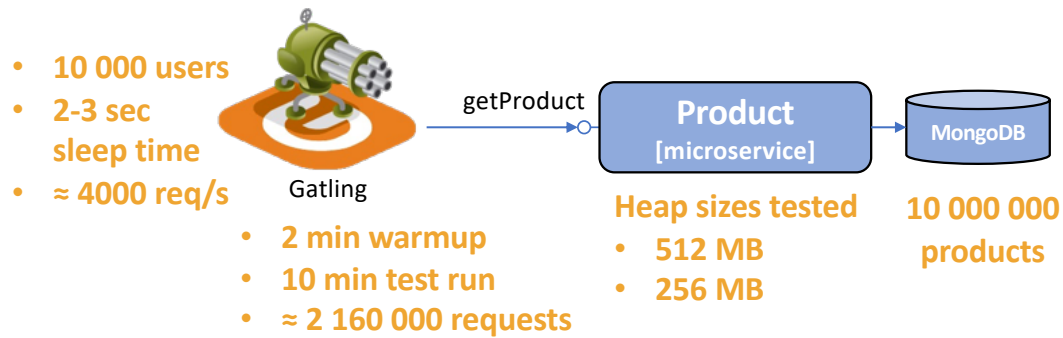 • 10 000 users
• 2-3 sec
sleep time
• ≈ 4000 req/s
Gatling
• 2 min warmup
• 10 min test run
• ≈ 2 160 000 requests
getProduct
Product
[microservice]
Heap sizes tested
• 512 MB
• 256 MB
MongoDB
10 000 000
products